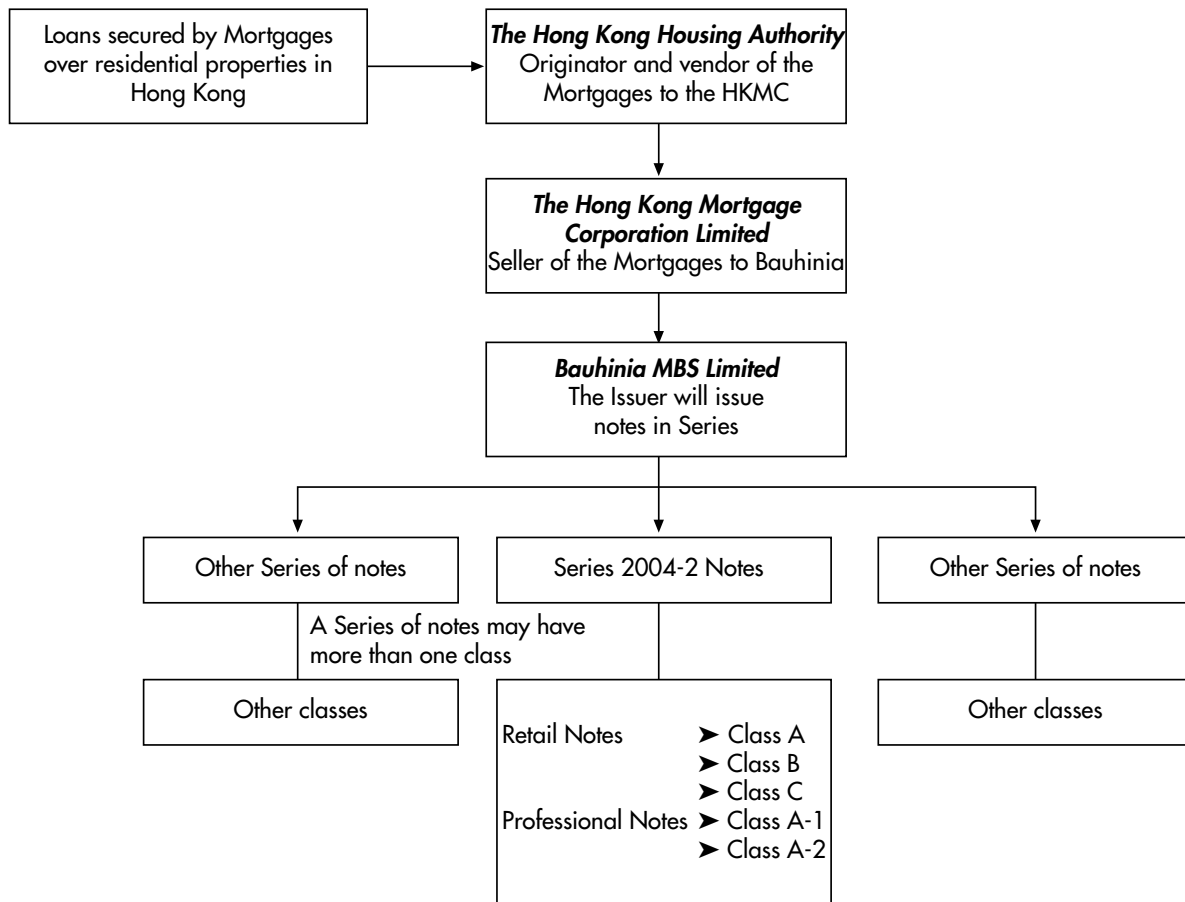 Loans secured by Mortgages
over residential properties in
Hong Kong
The Hong Kong Housing Authority
Originator and vendor of the
Mortgages to the HKMC
The Hong Kong Mortgage
Corporation Limited
Seller of the Mortgages to Bauhinia
Bauhinia MBS Limited
The Issuer will issue
notes in Series
Other Series of notes
Series 2004-2 Notes
Other Series of notes
A Series of notes may have
more than one class
Other classes
Retail Notes ➤ Class A
➤ Class B
➤ Class C
Professional Notes ➤ Class A-1
➤ Class A-2
Other classes